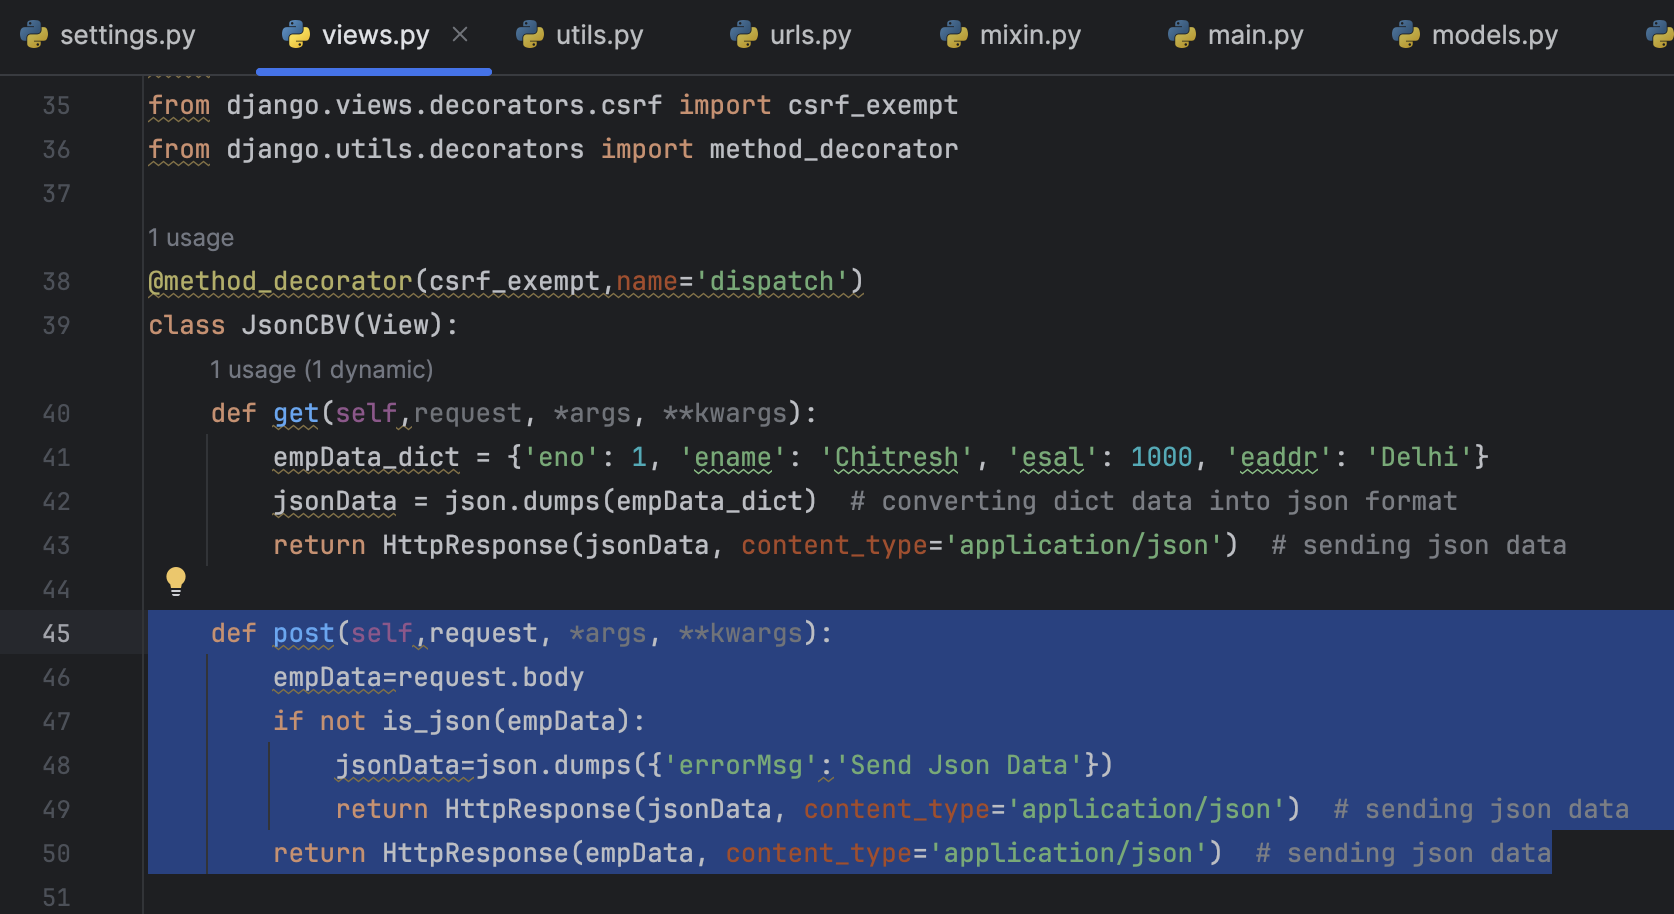 settings.py views.py utils.py urls.py mixin.py main.py models.py
35 from django.views.decorators.csrf import csrf_exempt
36 from django.utils.decorators import method_decorator
37
1 usage
38 @method_decorator(csrf_exempt,name='dispatch')
39 class JsonCBV(View):
1 usage (1 dynamic)
40 def get(self,request, *args, **kwargs):
41 empData_dict = {'eno': 1, 'ename': 'Chitresh', 'esal': 1000, 'eaddr': 'Delhi'}
42 jsonData = json.dumps(empData_dict)  # converting dict data into json format
43 return HttpResponse(jsonData, content_type='application/json')  # sending json data
44
45 def post(self,request, *args, **kwargs):
46 empData=request.body
47 if not is_json(empData):
48 jsonData=json.dumps({'errorMsg':'Send Json Data'})
49 return HttpResponse(jsonData, content_type='application/json')  # sending json data
50 return HttpResponse(empData, content_type='application/json')  # sending json data
51